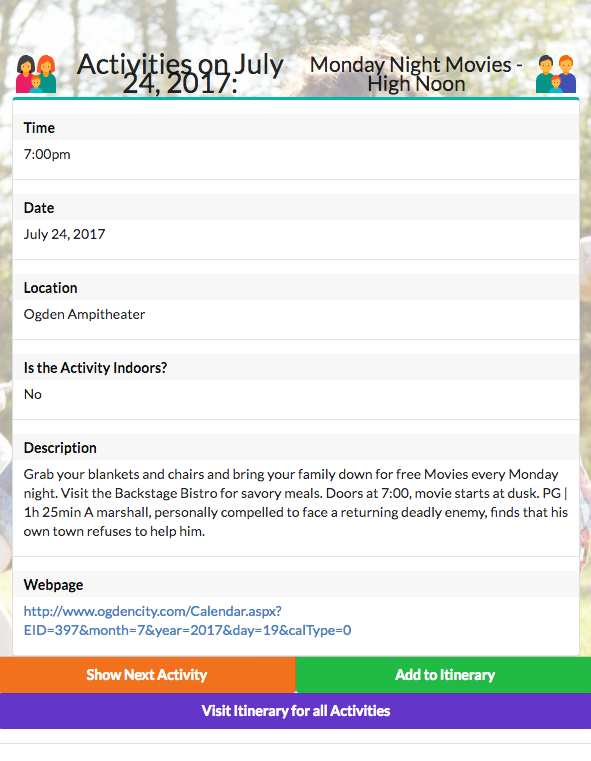 Activities on July
24, 2017:
Monday Night Movies -
High Noon
Time
7:00pm
Date
July 24, 2017
Location
Ogden Ampitheater
Is the Activity Indoors?
No
Description
Grab your blankets and chairs and bring your family down for free Movies every Monday
night. Visit the Backstage Bistro for savory meals. Doors at 7:00, movie starts at dusk. PG |
1h 25min A marshall, personally compelled to face a returning deadly enemy, finds that his
own town refuses to help him.
Webpage
http://www.ogdencity.com/Calendar.aspx?
EID=397&month=7&year=2017&day=19&calType=0
Show Next Activity
Add to Itinerary
Visit Itinerary for all Activities